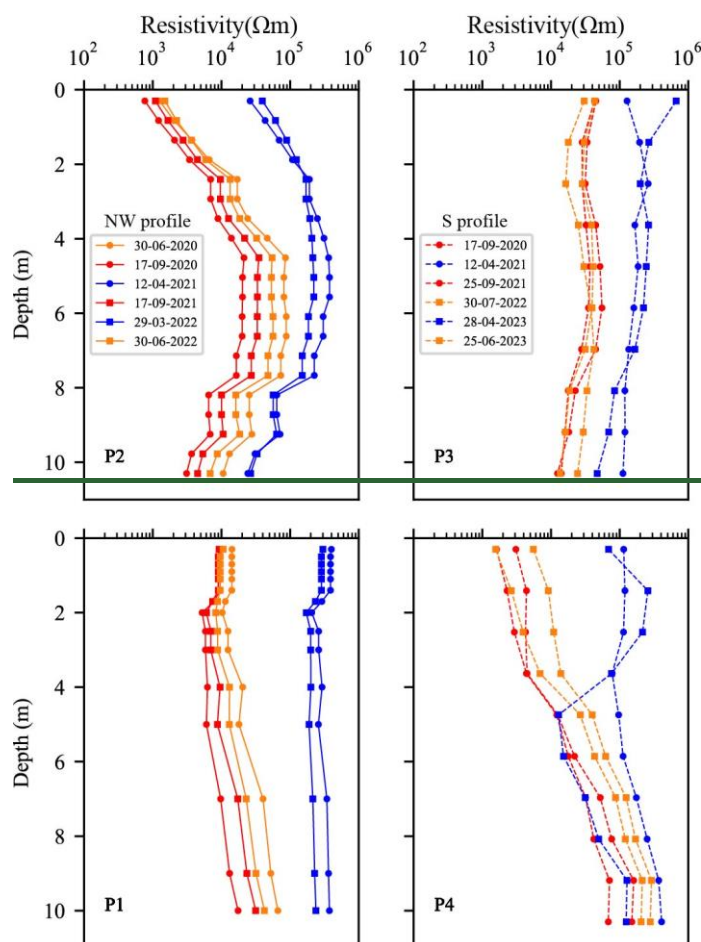 Resistivity(Ωm) Resistivity(Ωm)
10² 10³ 10⁴ 10⁵ 10⁶ 10² 10³ 10⁴ 10⁵ 10⁶
0
2
4
6
8
10
Depth (m)
NW profile
30-06-2020
17-09-2020
12-04-2021
17-09-2021
29-03-2022
30-06-2022
P2
S profile
17-09-2020
12-04-2021
25-09-2021
30-07-2022
28-04-2023
25-06-2023
P3
0
2
4
6
8
10
Depth (m)
P1
P4